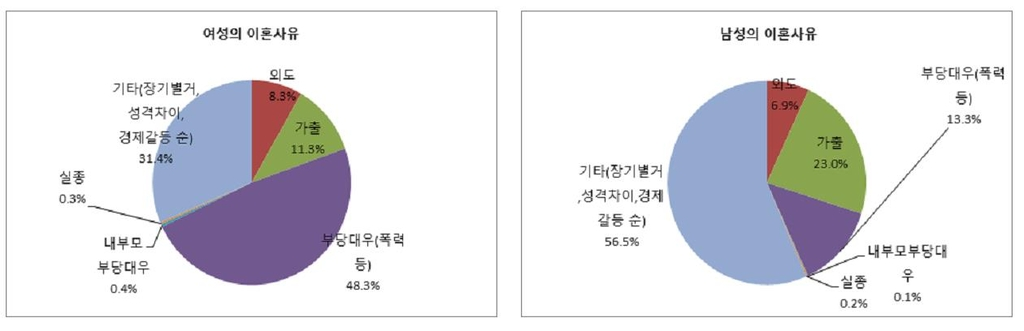 여성의 이혼사유
외도
8.3%
가출
11.3%
부당대우(폭력
등)
48.3%
내부모
부당대우
0.4%
실종
0.3%
기타(장기별거,
성격차이,
경제갈등 순)
31.4%
남성의 이혼사유
외도
6.9%
가출
23.0%
부당대우(폭력
등)
13.3%
내부모부당대
우
0.1%
실종
0.2%
기타(장기별거
,성격차이,경제
갈등 순)
56.5%